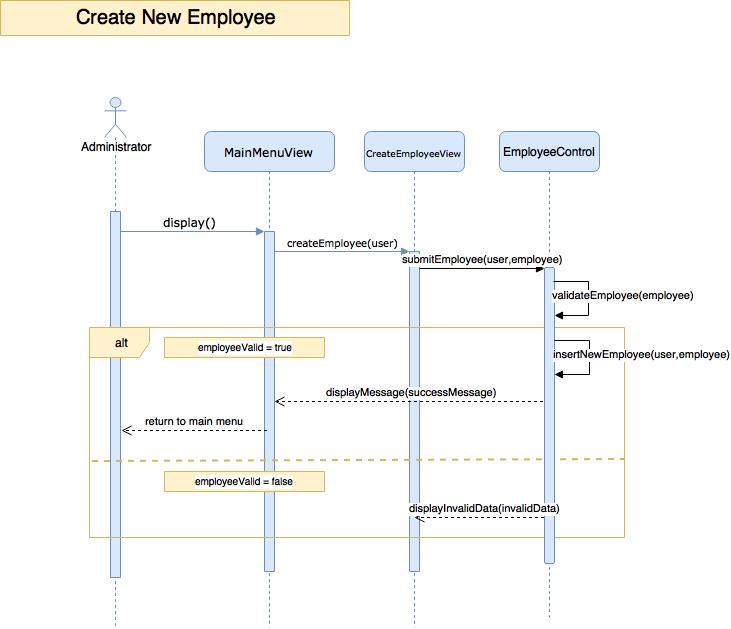 Create New Employee
Administrator
MainMenuView
CreateEmployeeView
EmployeeControl
display()
createEmployee(user)
submitEmployee(user,employee)
validateEmployee(employee)
alt
employeeValid = true
insertNewEmployee(user,employee)
displayMessage(successMessage)
return to main menu
employeeValid = false
displayInvalidData(invalidData)